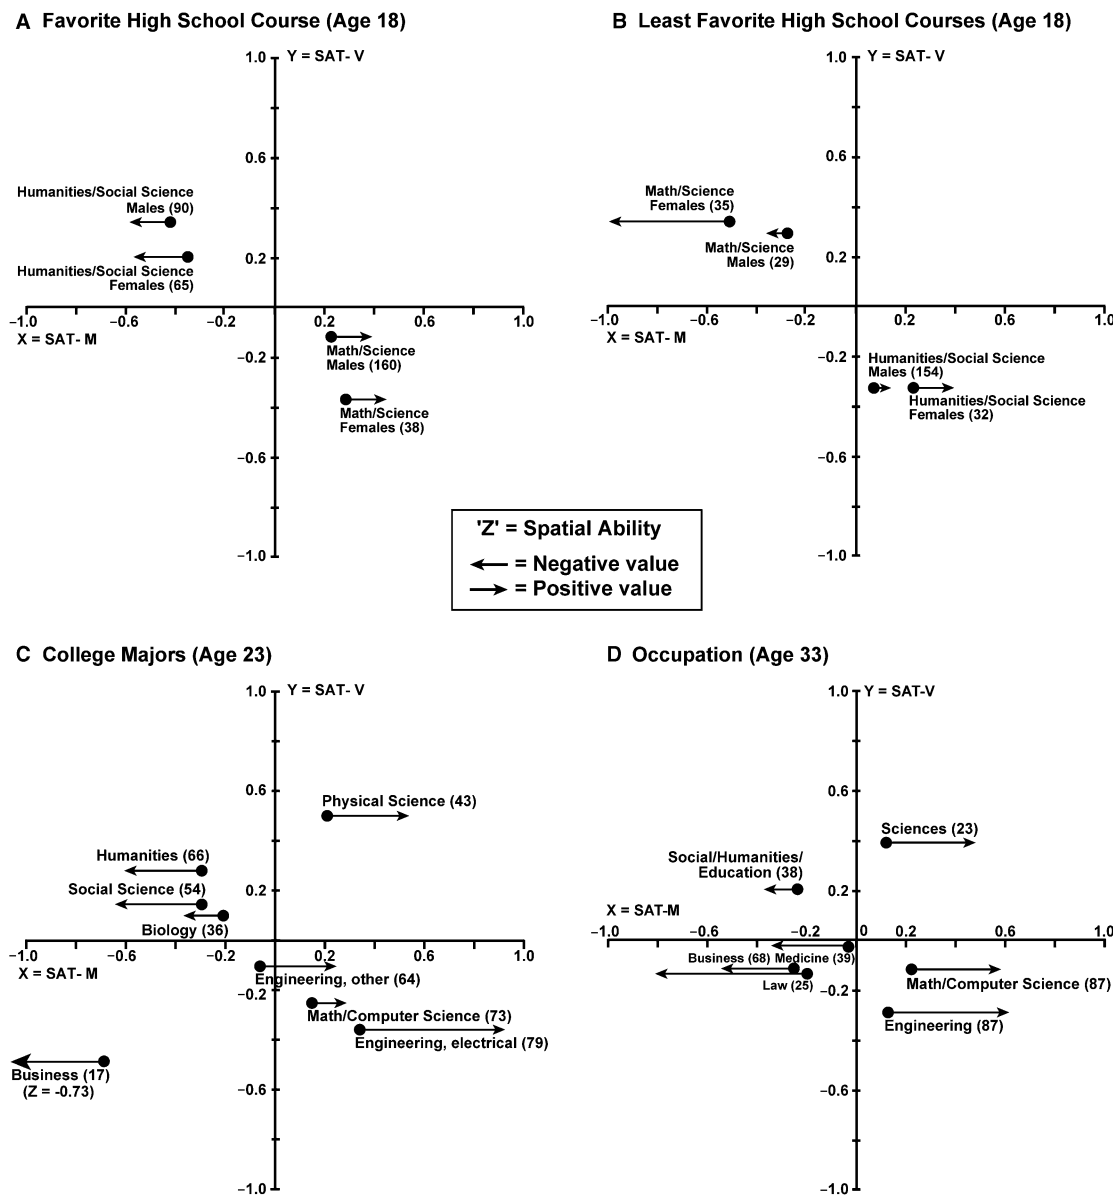 A Favorite High School Course (Age 18)
Y = SAT- V
1.0
0.6
0.2
−0.2
−0.6
−1.0
−1.0
−0.6
−0.2
0.2
0.6
1.0
X = SAT- M
Humanities/Social Science
Males (90)
Humanities/Social Science
Females (65)
Math/Science
Males (160)
Math/Science
Females (38)
B Least Favorite High School Courses (Age 18)
Y = SAT- V
1.0
0.6
0.2
−0.2
−0.6
−1.0
−1.0
−0.6
−0.2
0.2
0.6
1.0
X = SAT- M
Math/Science
Females (35)
Math/Science
Males (29)
Humanities/Social Science
Males (154)
Humanities/Social Science
Females (32)
'Z' = Spatial Ability
= Negative value
= Positive value
C College Majors (Age 23)
Y = SAT- V
1.0
0.6
0.2
−0.2
−0.6
−1.0
−1.0
−0.6
−0.2
0.2
0.6
1.0
X = SAT- M
Physical Science (43)
Humanities (66)
Social Science (54)
Biology (36)
Engineering, other (64)
Math/Computer Science (73)
Engineering, electrical (79)
Business (17)
(Z = -0.73)
D Occupation (Age 33)
Y = SAT-V
1.0
0.6
0.2
−0.2
−0.6
−1.0
−1.0
−0.6
−0.2
0
0.2
0.6
1.0
X = SAT-M
Sciences (23)
Social/Humanities/
Education (38)
Business (68) Medicine (39)
Law (25)
Math/Computer Science (87)
Engineering (87)